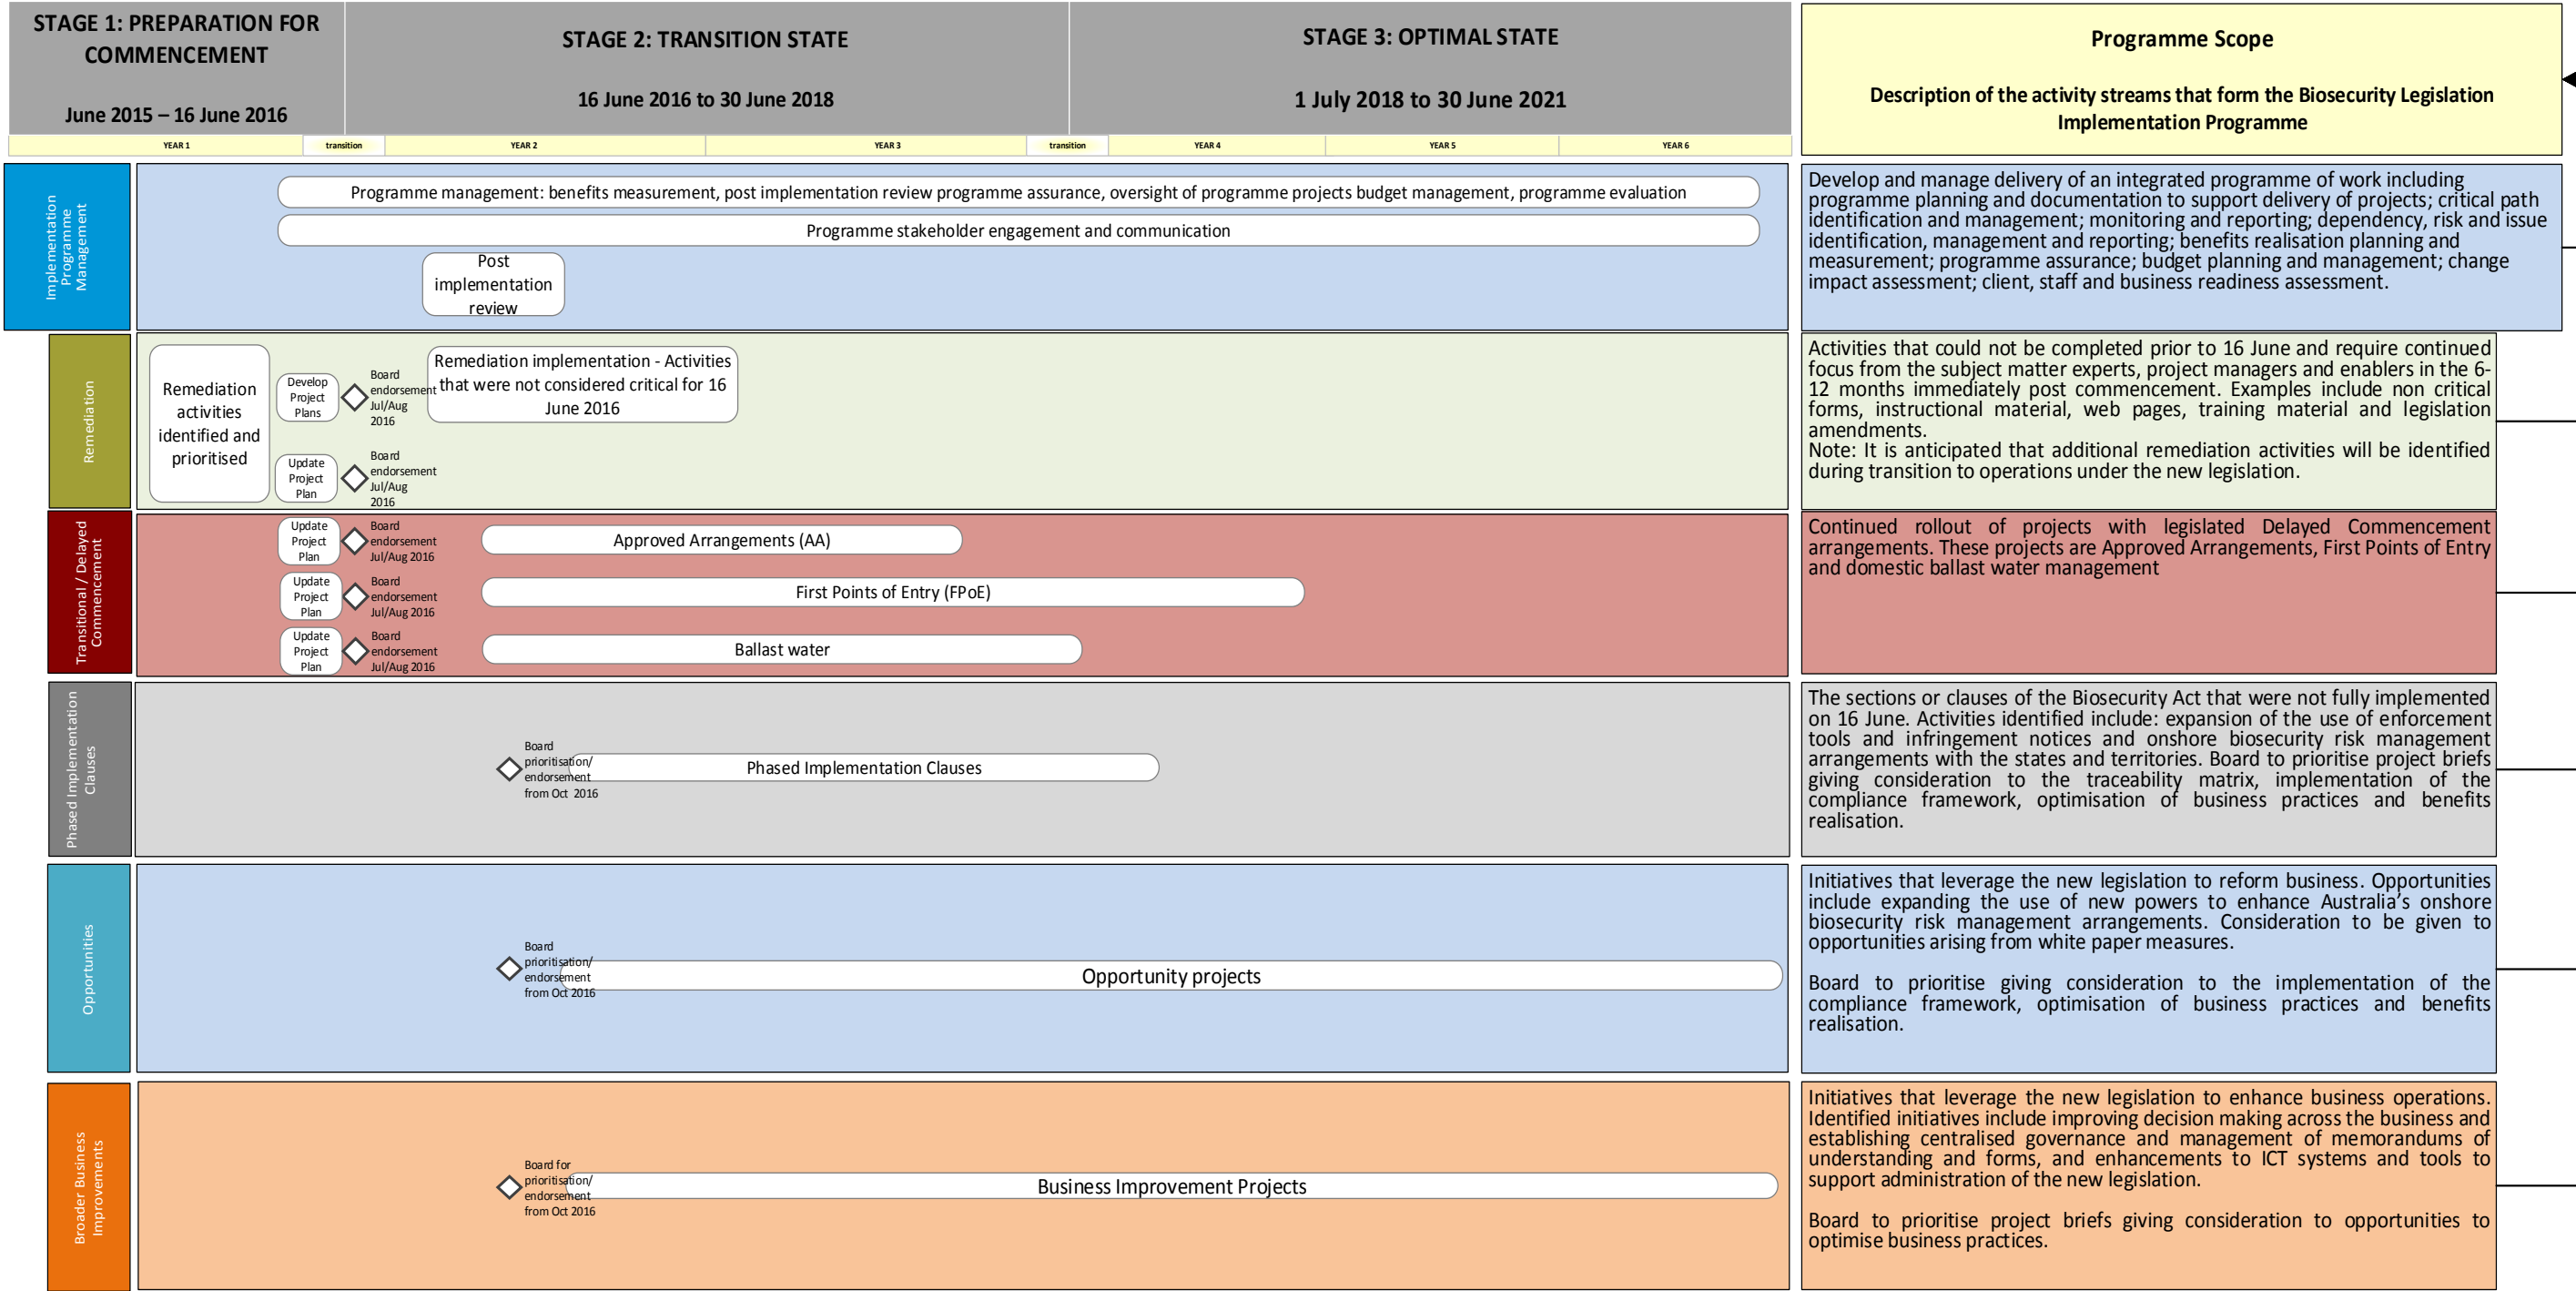 STAGE 1: PREPARATION FOR
COMMENCEMENT
June 2015 – 16 June 2016
STAGE 2: TRANSITION STATE
16 June 2016 to 30 June 2018
STAGE 3: OPTIMAL STATE
1 July 2018 to 30 June 2021
Programme Scope
Description of the activity streams that form the Biosecurity Legislation
Implementation Programme
YEAR 1
transition
YEAR 2
YEAR 3
transition
YEAR 4
YEAR 5
YEAR 6
Implementation
Programme
Management
Programme management: benefits measurement, post implementation review programme assurance, oversight of programme projects budget management, programme evaluation
Programme stakeholder engagement and communication
Post
implementation
review
Develop and manage delivery of an integrated programme of work including
programme planning and documentation to support delivery of projects; critical path
identification and management; monitoring and reporting; dependency, risk and issue
identification, management and reporting; benefits realisation planning and
measurement; programme assurance; budget planning and management; change
impact assessment; client, staff and business readiness assessment.
Remediation
Remediation
activities
identified and
prioritised
Develop
Project
Plans
Board
endorsement
Jul/Aug
2016
Remediation implementation - Activities
that were not considered critical for 16
June 2016
Update
Project
Plan
Board
endorsement
Jul/Aug
2016
Activities that could not be completed prior to 16 June and require continued
focus from the subject matter experts, project managers and enablers in the 6-
12 months immediately post commencement. Examples include non critical
forms, instructional material, web pages, training material and legislation
amendments.
Note: It is anticipated that additional remediation activities will be identified
during transition to operations under the new legislation.
Transitional / Delayed
Commencement
Update
Project
Plan
Board
endorsement
Jul/Aug 2016
Approved Arrangements (AA)
Update
Project
Plan
Board
endorsement
Jul/Aug 2016
First Points of Entry (FPoE)
Update
Project
Plan
Board
endorsement
Jul/Aug 2016
Ballast water
Continued rollout of projects with legislated Delayed Commencement
arrangements. These projects are Approved Arrangements, First Points of Entry
and domestic ballast water management
Phased Implementation
Clauses
Board
prioritisation/
endorsement
from Oct 2016
Phased Implementation Clauses
The sections or clauses of the Biosecurity Act that were not fully implemented
on 16 June. Activities identified include: expansion of the use of enforcement
tools and infringement notices and onshore biosecurity risk management
arrangements with the states and territories. Board to prioritise project briefs
giving consideration to the traceability matrix, implementation of the
compliance framework, optimisation of business practices and benefits
realisation.
Opportunities
Board
prioritisation/
endorsement
from Oct 2016
Opportunity projects
Initiatives that leverage the new legislation to reform business. Opportunities
include expanding the use of new powers to enhance Australia's onshore
biosecurity risk management arrangements. Consideration to be given to
opportunities arising from white paper measures.
Board to prioritise giving consideration to the implementation of the
compliance framework, optimisation of business practices and benefits
realisation.
Broader Business
Improvements
Board for
prioritisation/
endorsement
from Oct 2016
Business Improvement Projects
Initiatives that leverage the new legislation to enhance business operations.
Identified initiatives include improving decision making across the business and
establishing centralised governance and management of memorandums of
understanding and forms, and enhancements to ICT systems and tools to
support administration of the new legislation.
Board to prioritise project briefs giving consideration to opportunities to
optimise business practices.